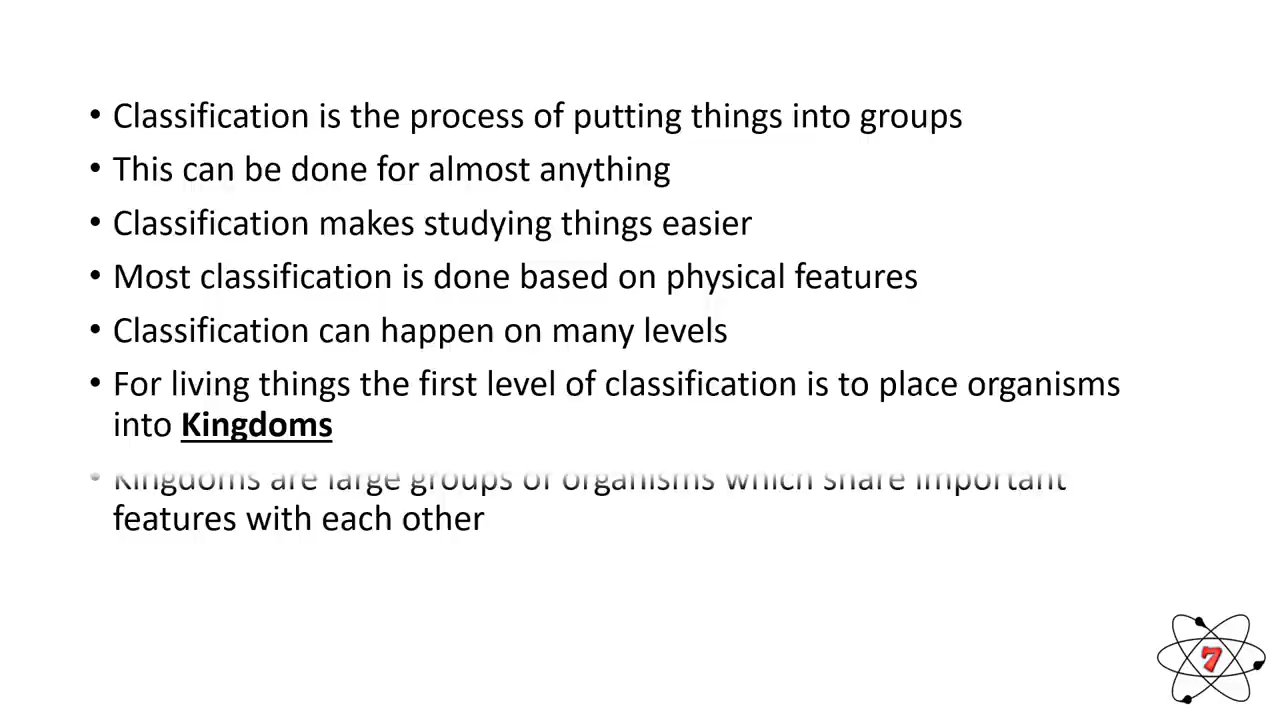 • Classification is the process of putting things into groups
• This can be done for almost anything
• Classification makes studying things easier
• Most classification is done based on physical features
• Classification can happen on many levels
• For living things the first level of classification is to place organisms
into Kingdoms
• Kingdoms are large groups of organisms which share important
features with each other
7